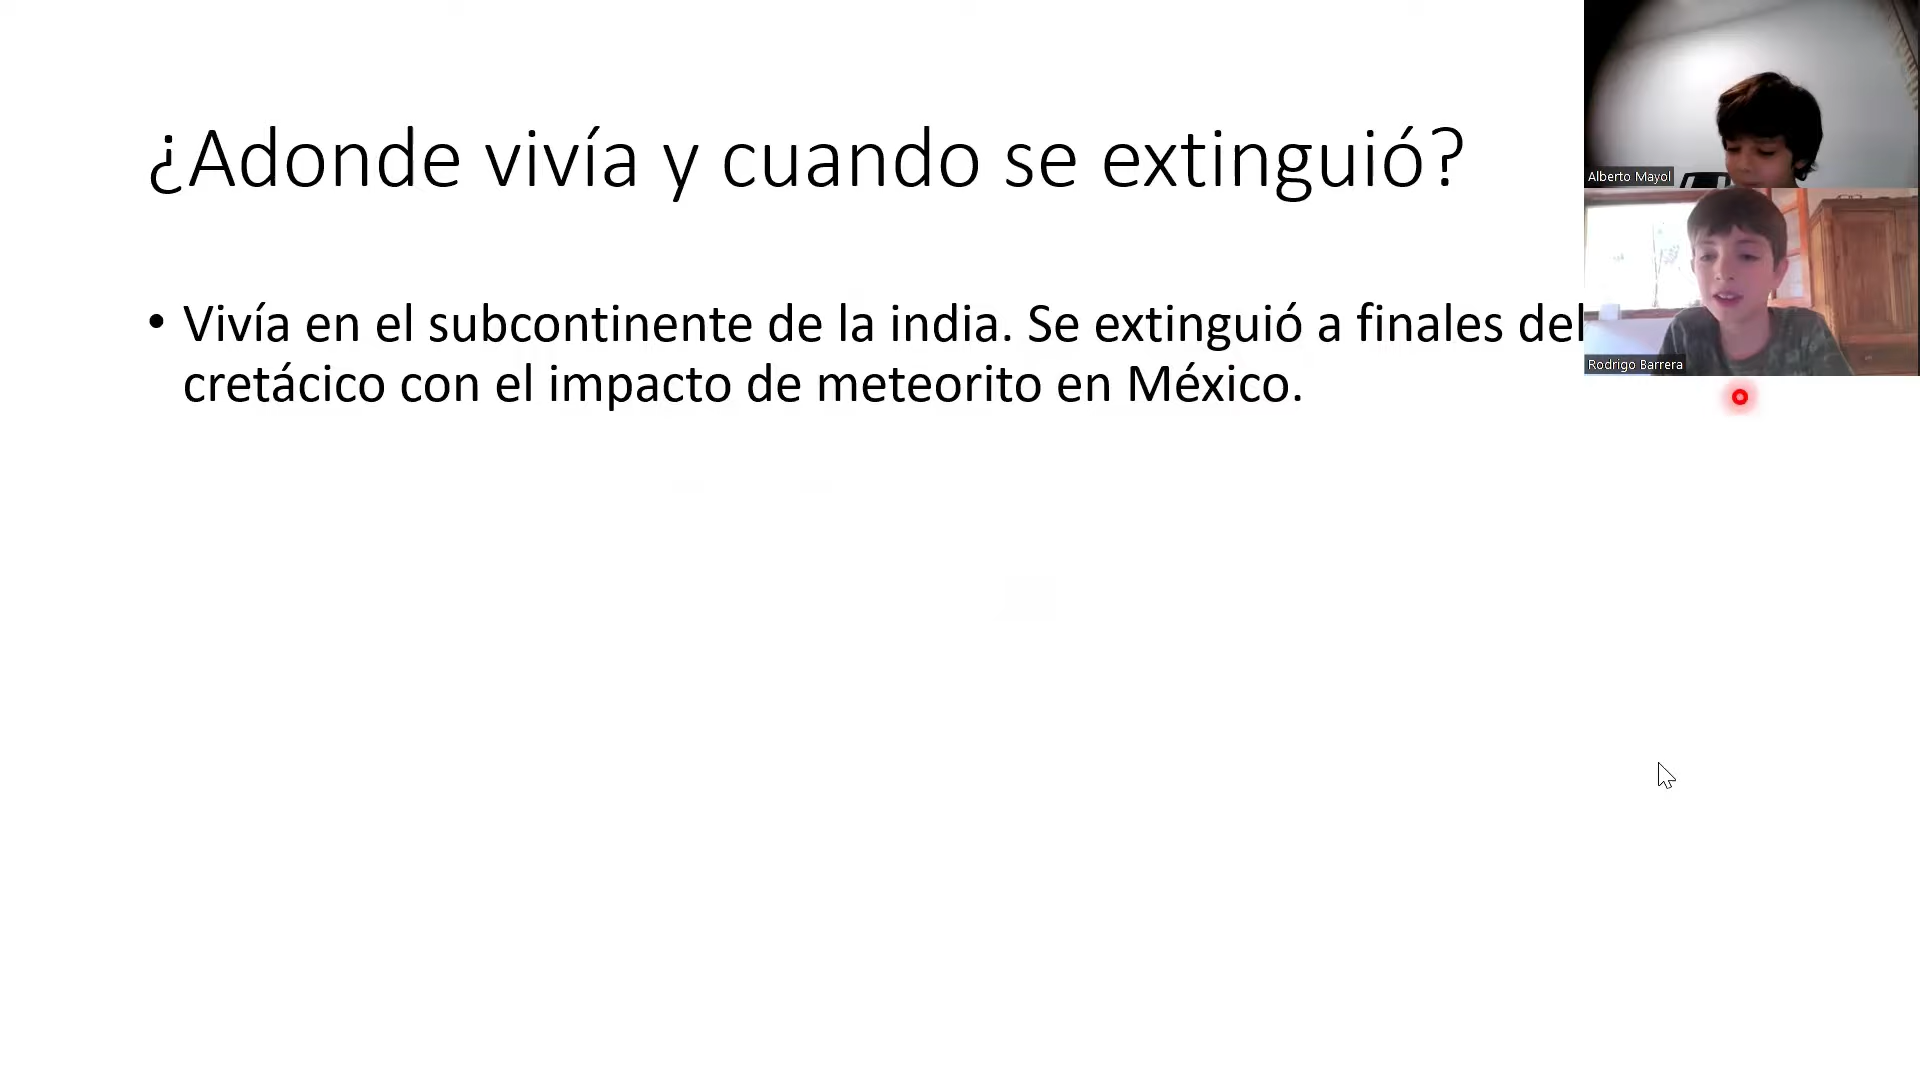 ¿Adonde vivía y cuando se extinguió?
• Vivía en el subcontinente de la india. Se extinguió a finales del
cretácico con el impacto de meteorito en México.
Alberto Mayol
Rodrigo Barrera